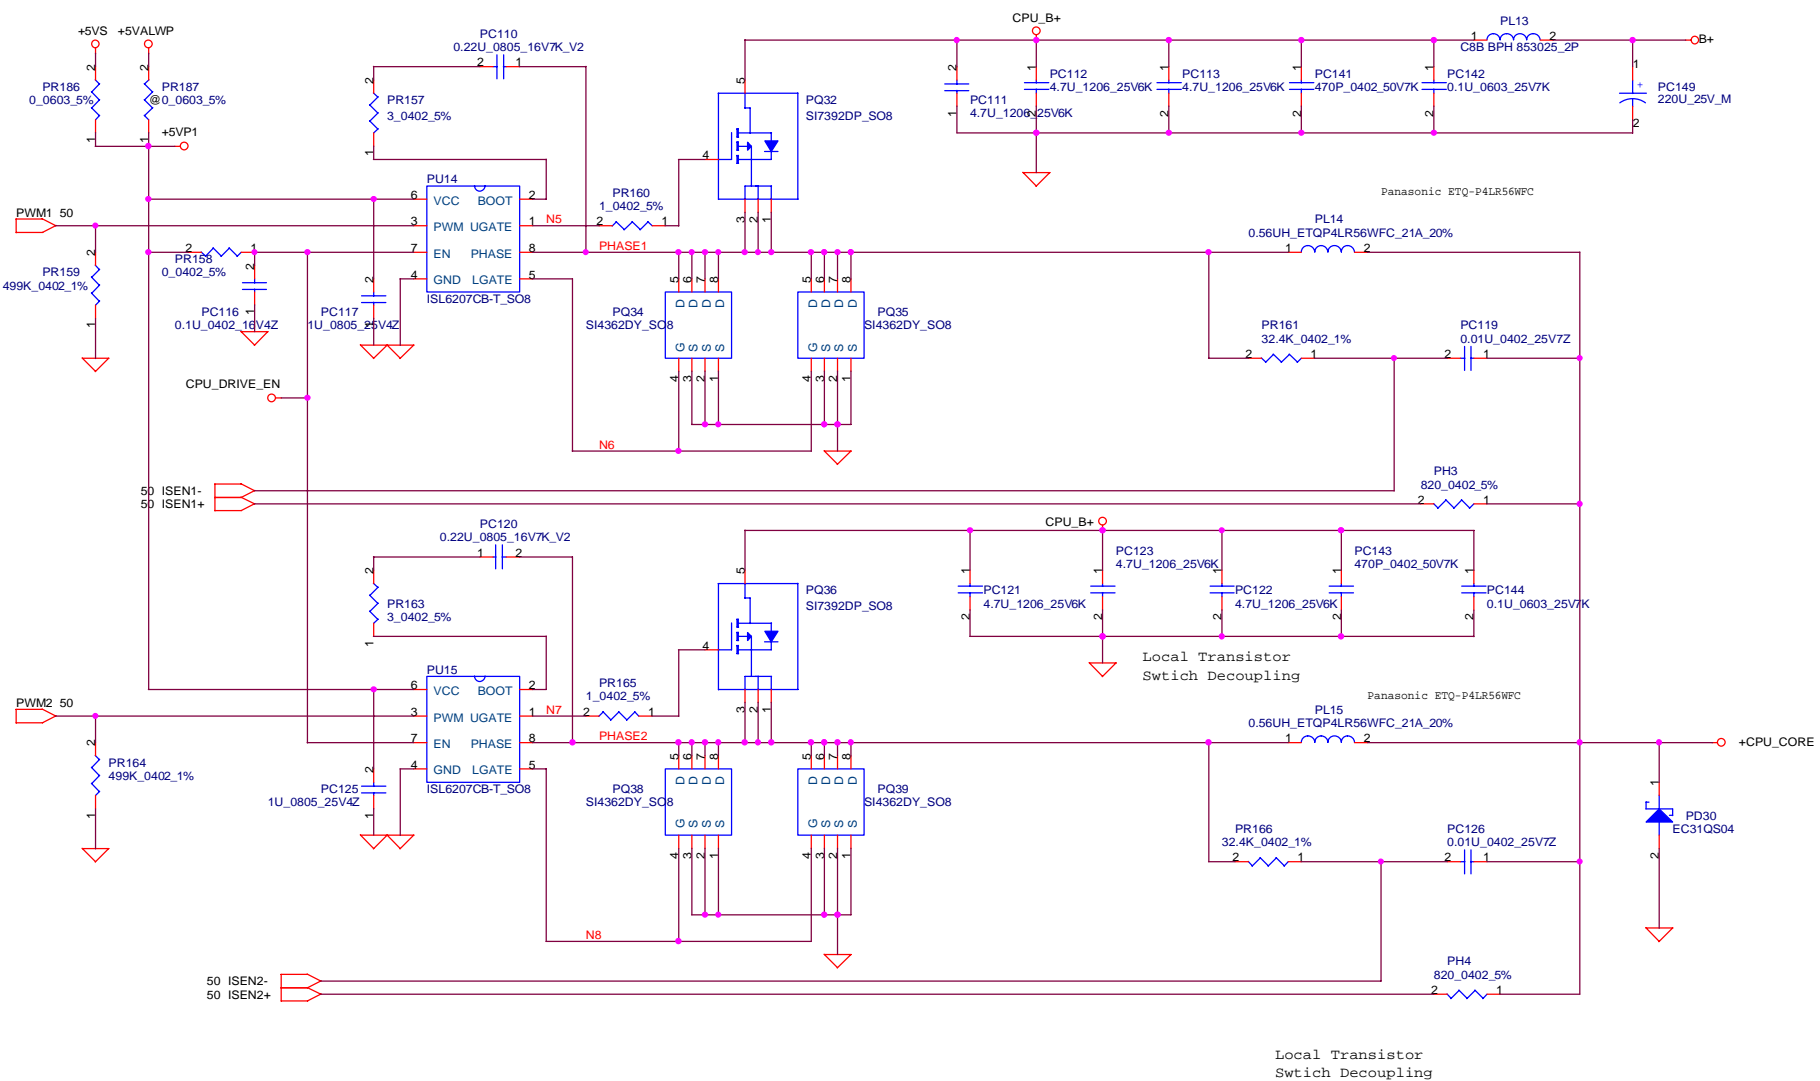 +5VS +5VALWP
PR186
0_0603_5%
PR187
@0_0603_5%
+5VP1
PC110
0.22U_0805_16V7K_V2
PR157
3_0402_5%
PU14
VCC BOOT
PWM UGATE
EN PHASE
GND LGATE
ISL6207CB-T_SO8
PWM1 50
PR159
499K_0402_1%
PR158
0_0402_5%
PC116
0.1U_0402_16V4Z
PC117
1U_0805_25V4Z
CPU_DRIVE_EN
N5
PR160
1_0402_5%
PHASE1
PQ32
SI7392DP_SO8
PQ34
SI4362DY_SO8
D D D D
G S S S
PQ35
SI4362DY_SO8
D D D D
G S S S
N6
CPU_B+
PC111
4.7U_1206_25V6K
PC112
4.7U_1206_25V6K
PC113
4.7U_1206_25V6K
PC141
470P_0402_50V7K
PC142
0.1U_0603_25V7K
PL13
C8B BPH 853025_2P
B+
PC149
220U_25V_M
Panasonic ETQ-P4LR56WFC
PL14
0.56UH_ETQP4LR56WFC_21A_20%
PR161
32.4K_0402_1%
PC119
0.01U_0402_25V7Z
50 ISEN1-
50 ISEN1+
PH3
820_0402_5%
PC120
0.22U_0805_16V7K_V2
PR163
3_0402_5%
PU15
VCC BOOT
PWM UGATE
EN PHASE
GND LGATE
ISL6207CB-T_SO8
PWM2 50
PR164
499K_0402_1%
PC125
1U_0805_25V4Z
N7
PR165
1_0402_5%
PHASE2
PQ36
SI7392DP_SO8
PQ38
SI4362DY_SO8
D D D D
G S S S
PQ39
SI4362DY_SO8
D D D D
G S S S
N8
CPU_B+
PC121
4.7U_1206_25V6K
PC123
4.7U_1206_25V6K
PC122
4.7U_1206_25V6K
PC143
470P_0402_50V7K
PC144
0.1U_0603_25V7K
Local Transistor
Swtich Decoupling
Panasonic ETQ-P4LR56WFC
PL15
0.56UH_ETQP4LR56WFC_21A_20%
+CPU_CORE
PR166
32.4K_0402_1%
PC126
0.01U_0402_25V7Z
PD30
EC31QS04
50 ISEN2-
50 ISEN2+
PH4
820_0402_5%
Local Transistor
Swtich Decoupling